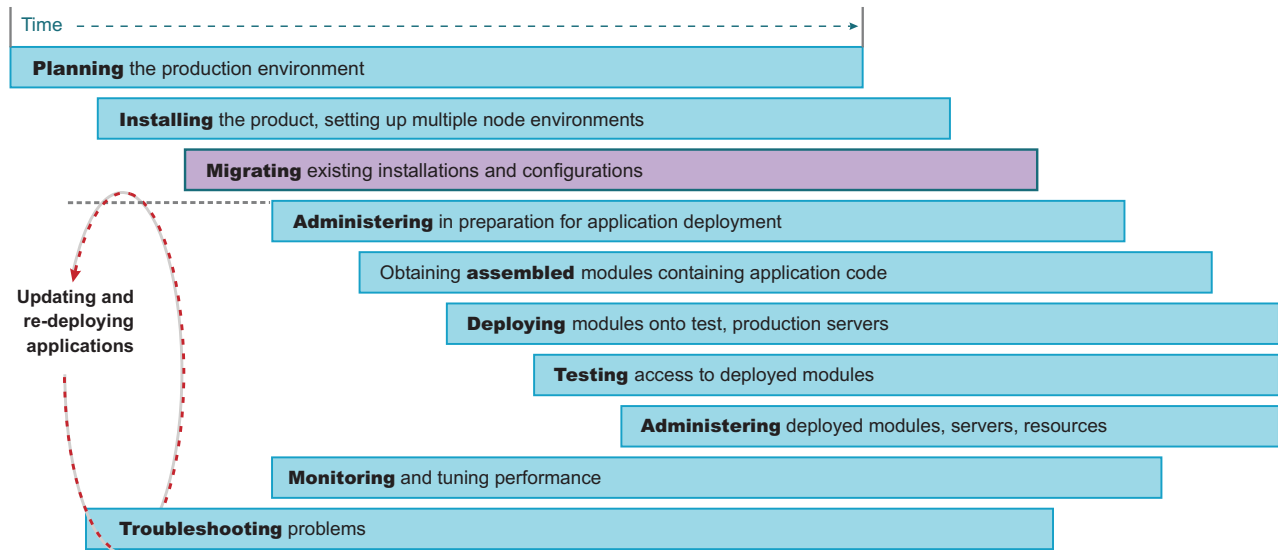 Time
Planning the production environment
Installing the product, setting up multiple node environments
Migrating existing installations and configurations
Administering in preparation for application deployment
Obtaining assembled modules containing application code
Updating and
re-deploying
applications
Deploying modules onto test, production servers
Testing access to deployed modules
Administering deployed modules, servers, resources
Monitoring and tuning performance
Troubleshooting problems